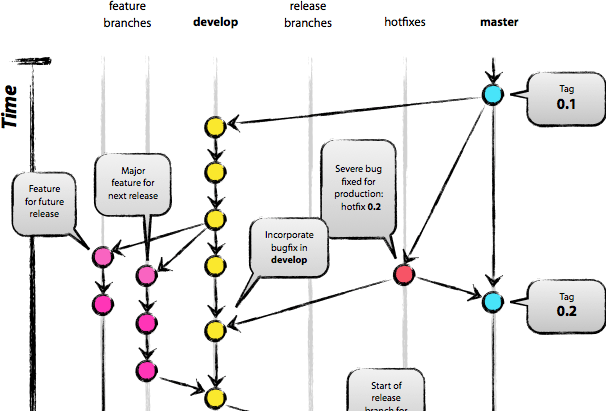 feature
branches
develop
release
branches
hotfixes
master
Time
Tag
0.1
Major
feature for
next release
Severe bug
fixed for
production:
hotfix 0.2
Feature
for future
release
Incorporate
bugfix in
develop
Tag
0.2
Start of
release
branch for